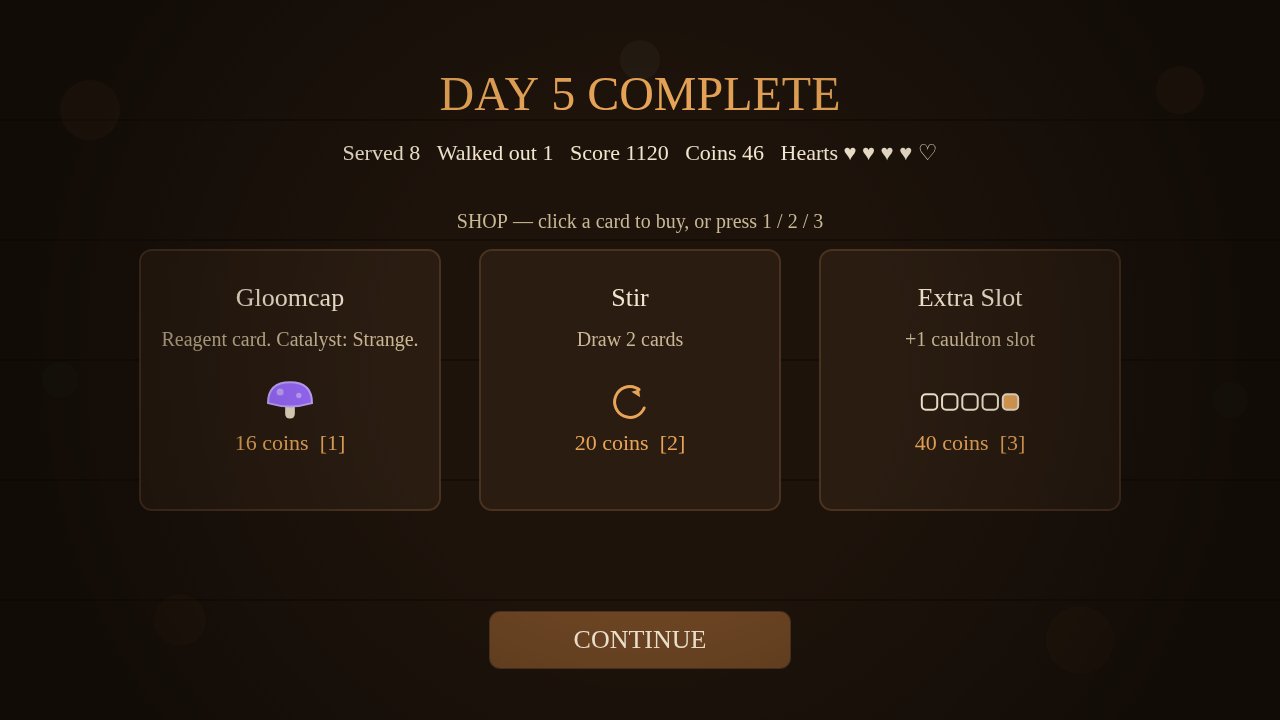 DAY 5 COMPLETE
Served 8 Walked out 1 Score 1120 Coins 46 Hearts ♥ ♥ ♥ ♥ ♡
SHOP — click a card to buy, or press 1 / 2 / 3
Gloomcap
Reagent card. Catalyst: Strange.
16 coins [1]
Stir
Draw 2 cards
20 coins [2]
Extra Slot
+1 cauldron slot
40 coins [3]
CONTINUE